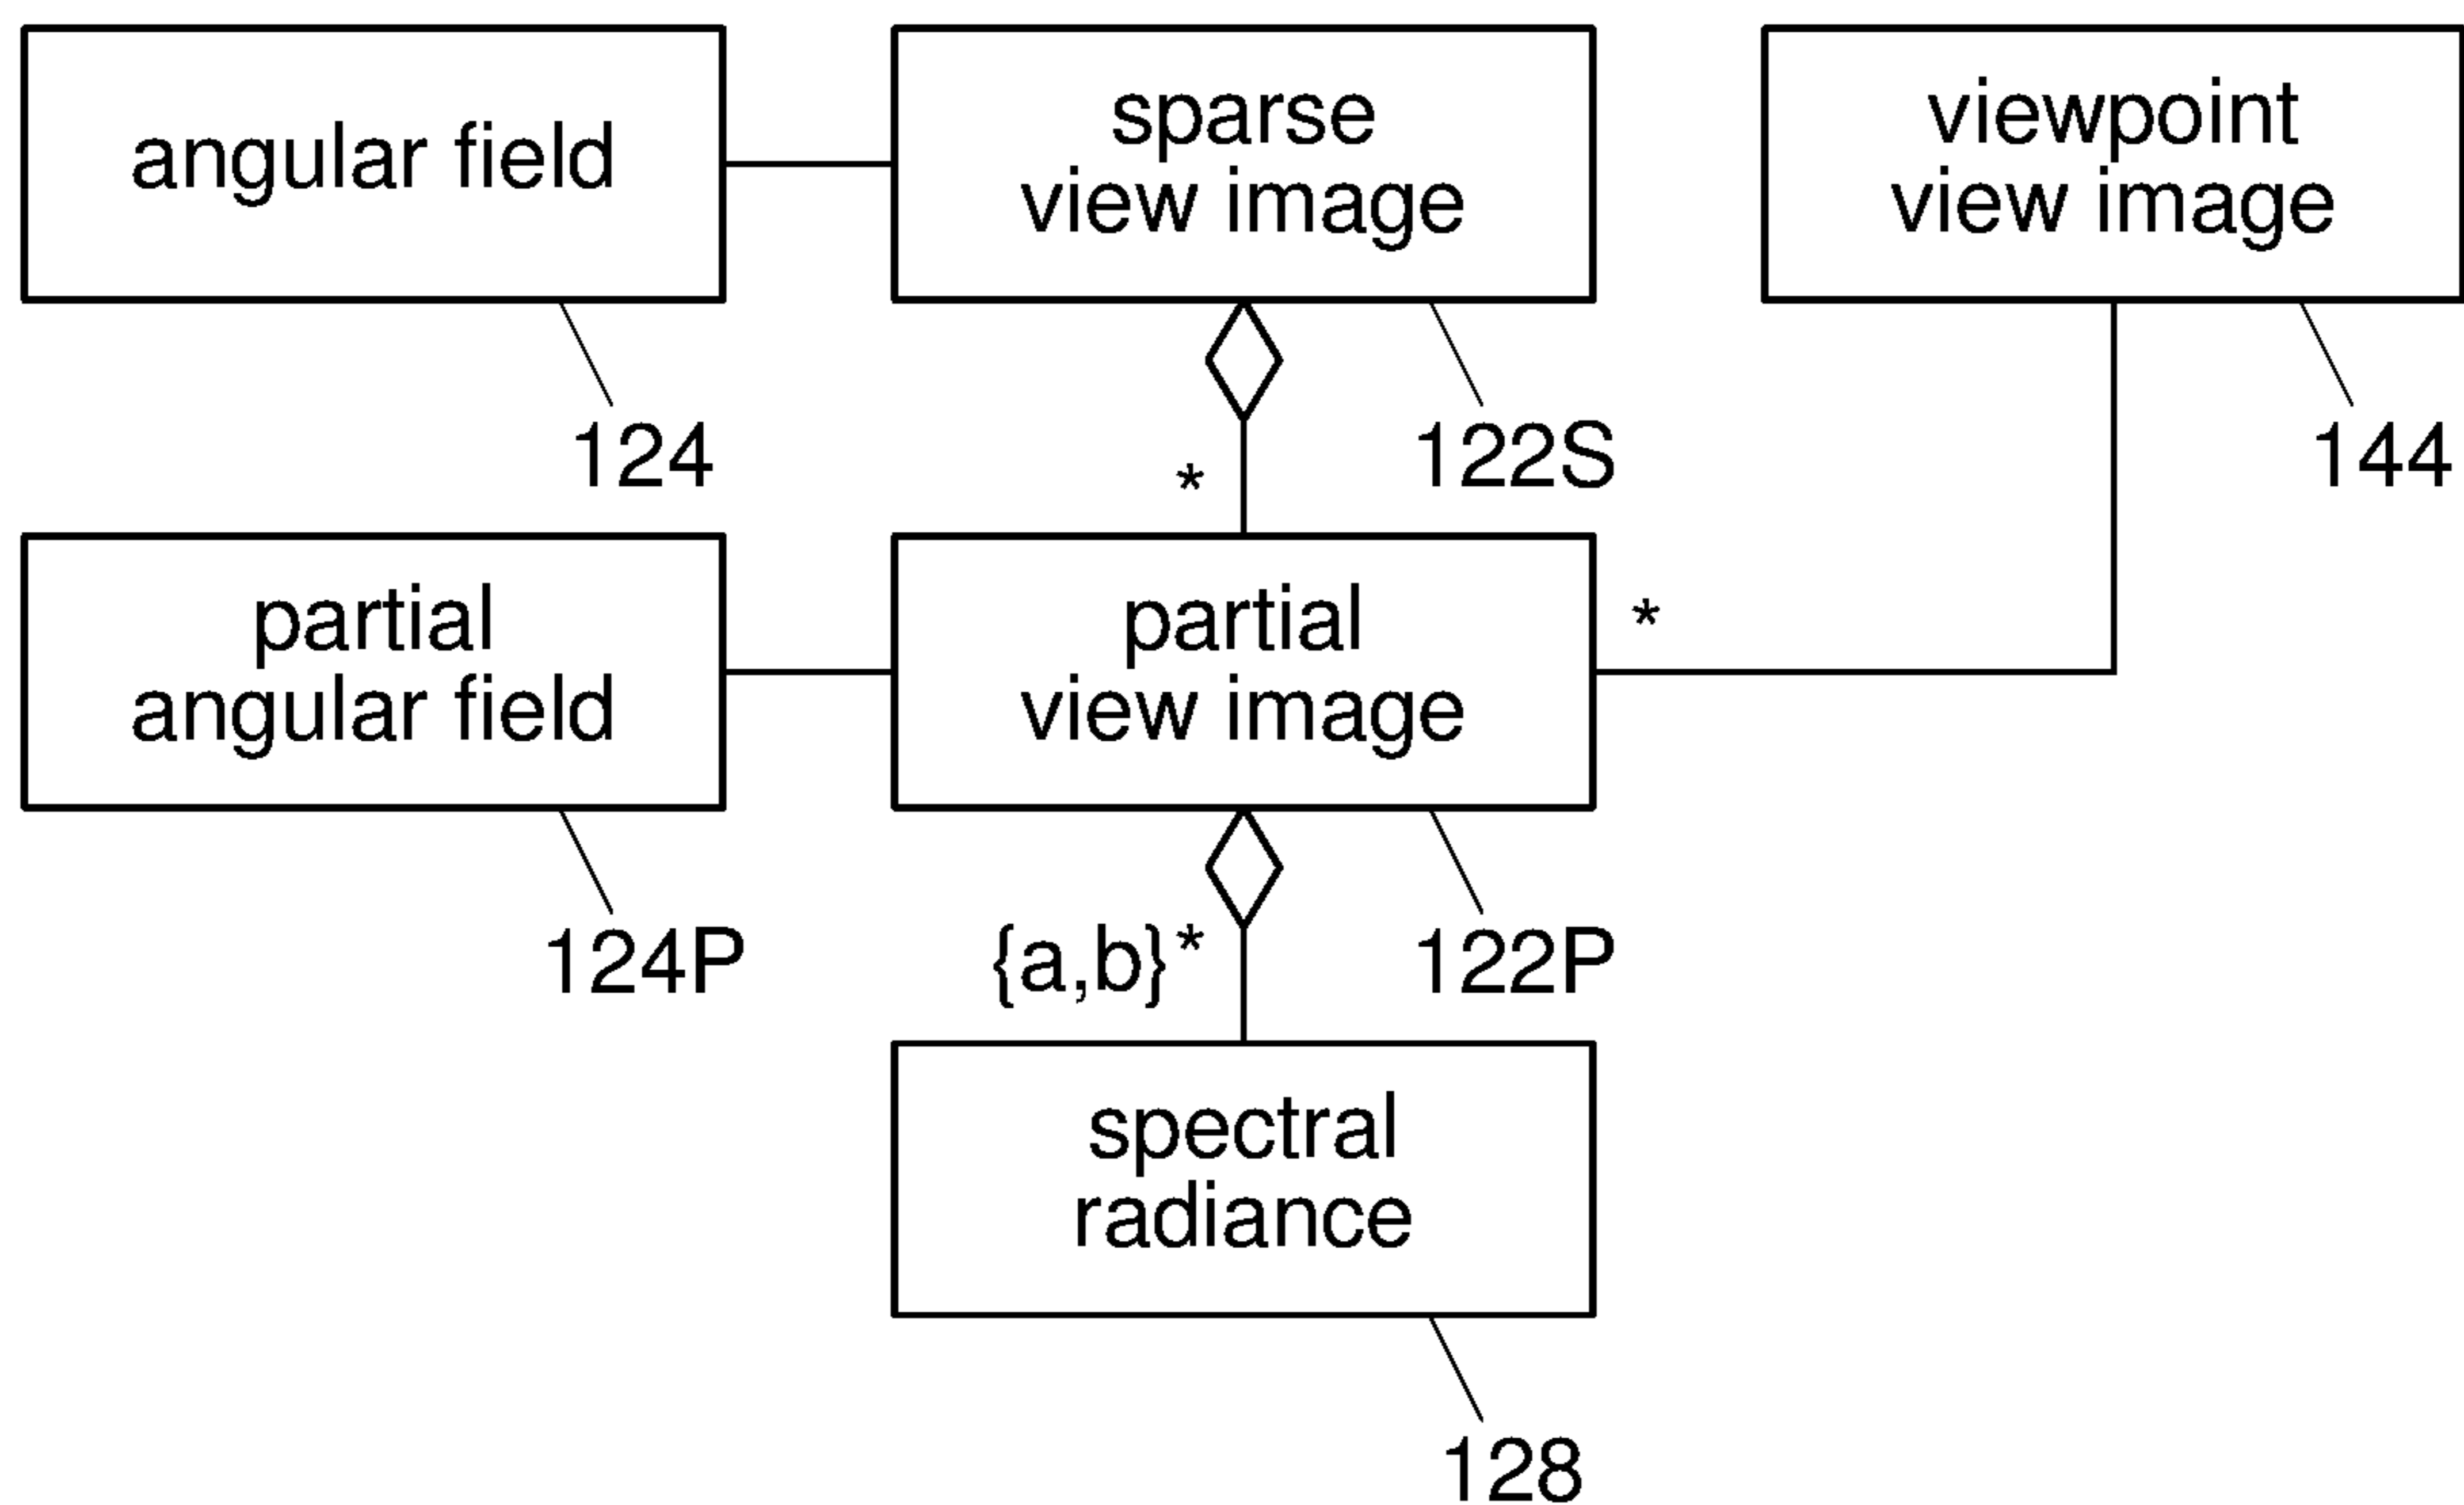 angular field
sparse
view image
viewpoint
view image
124
*
122S
144
partial
angular field
partial
view image
*
124P
{a,b}*
122P
spectral
radiance
128